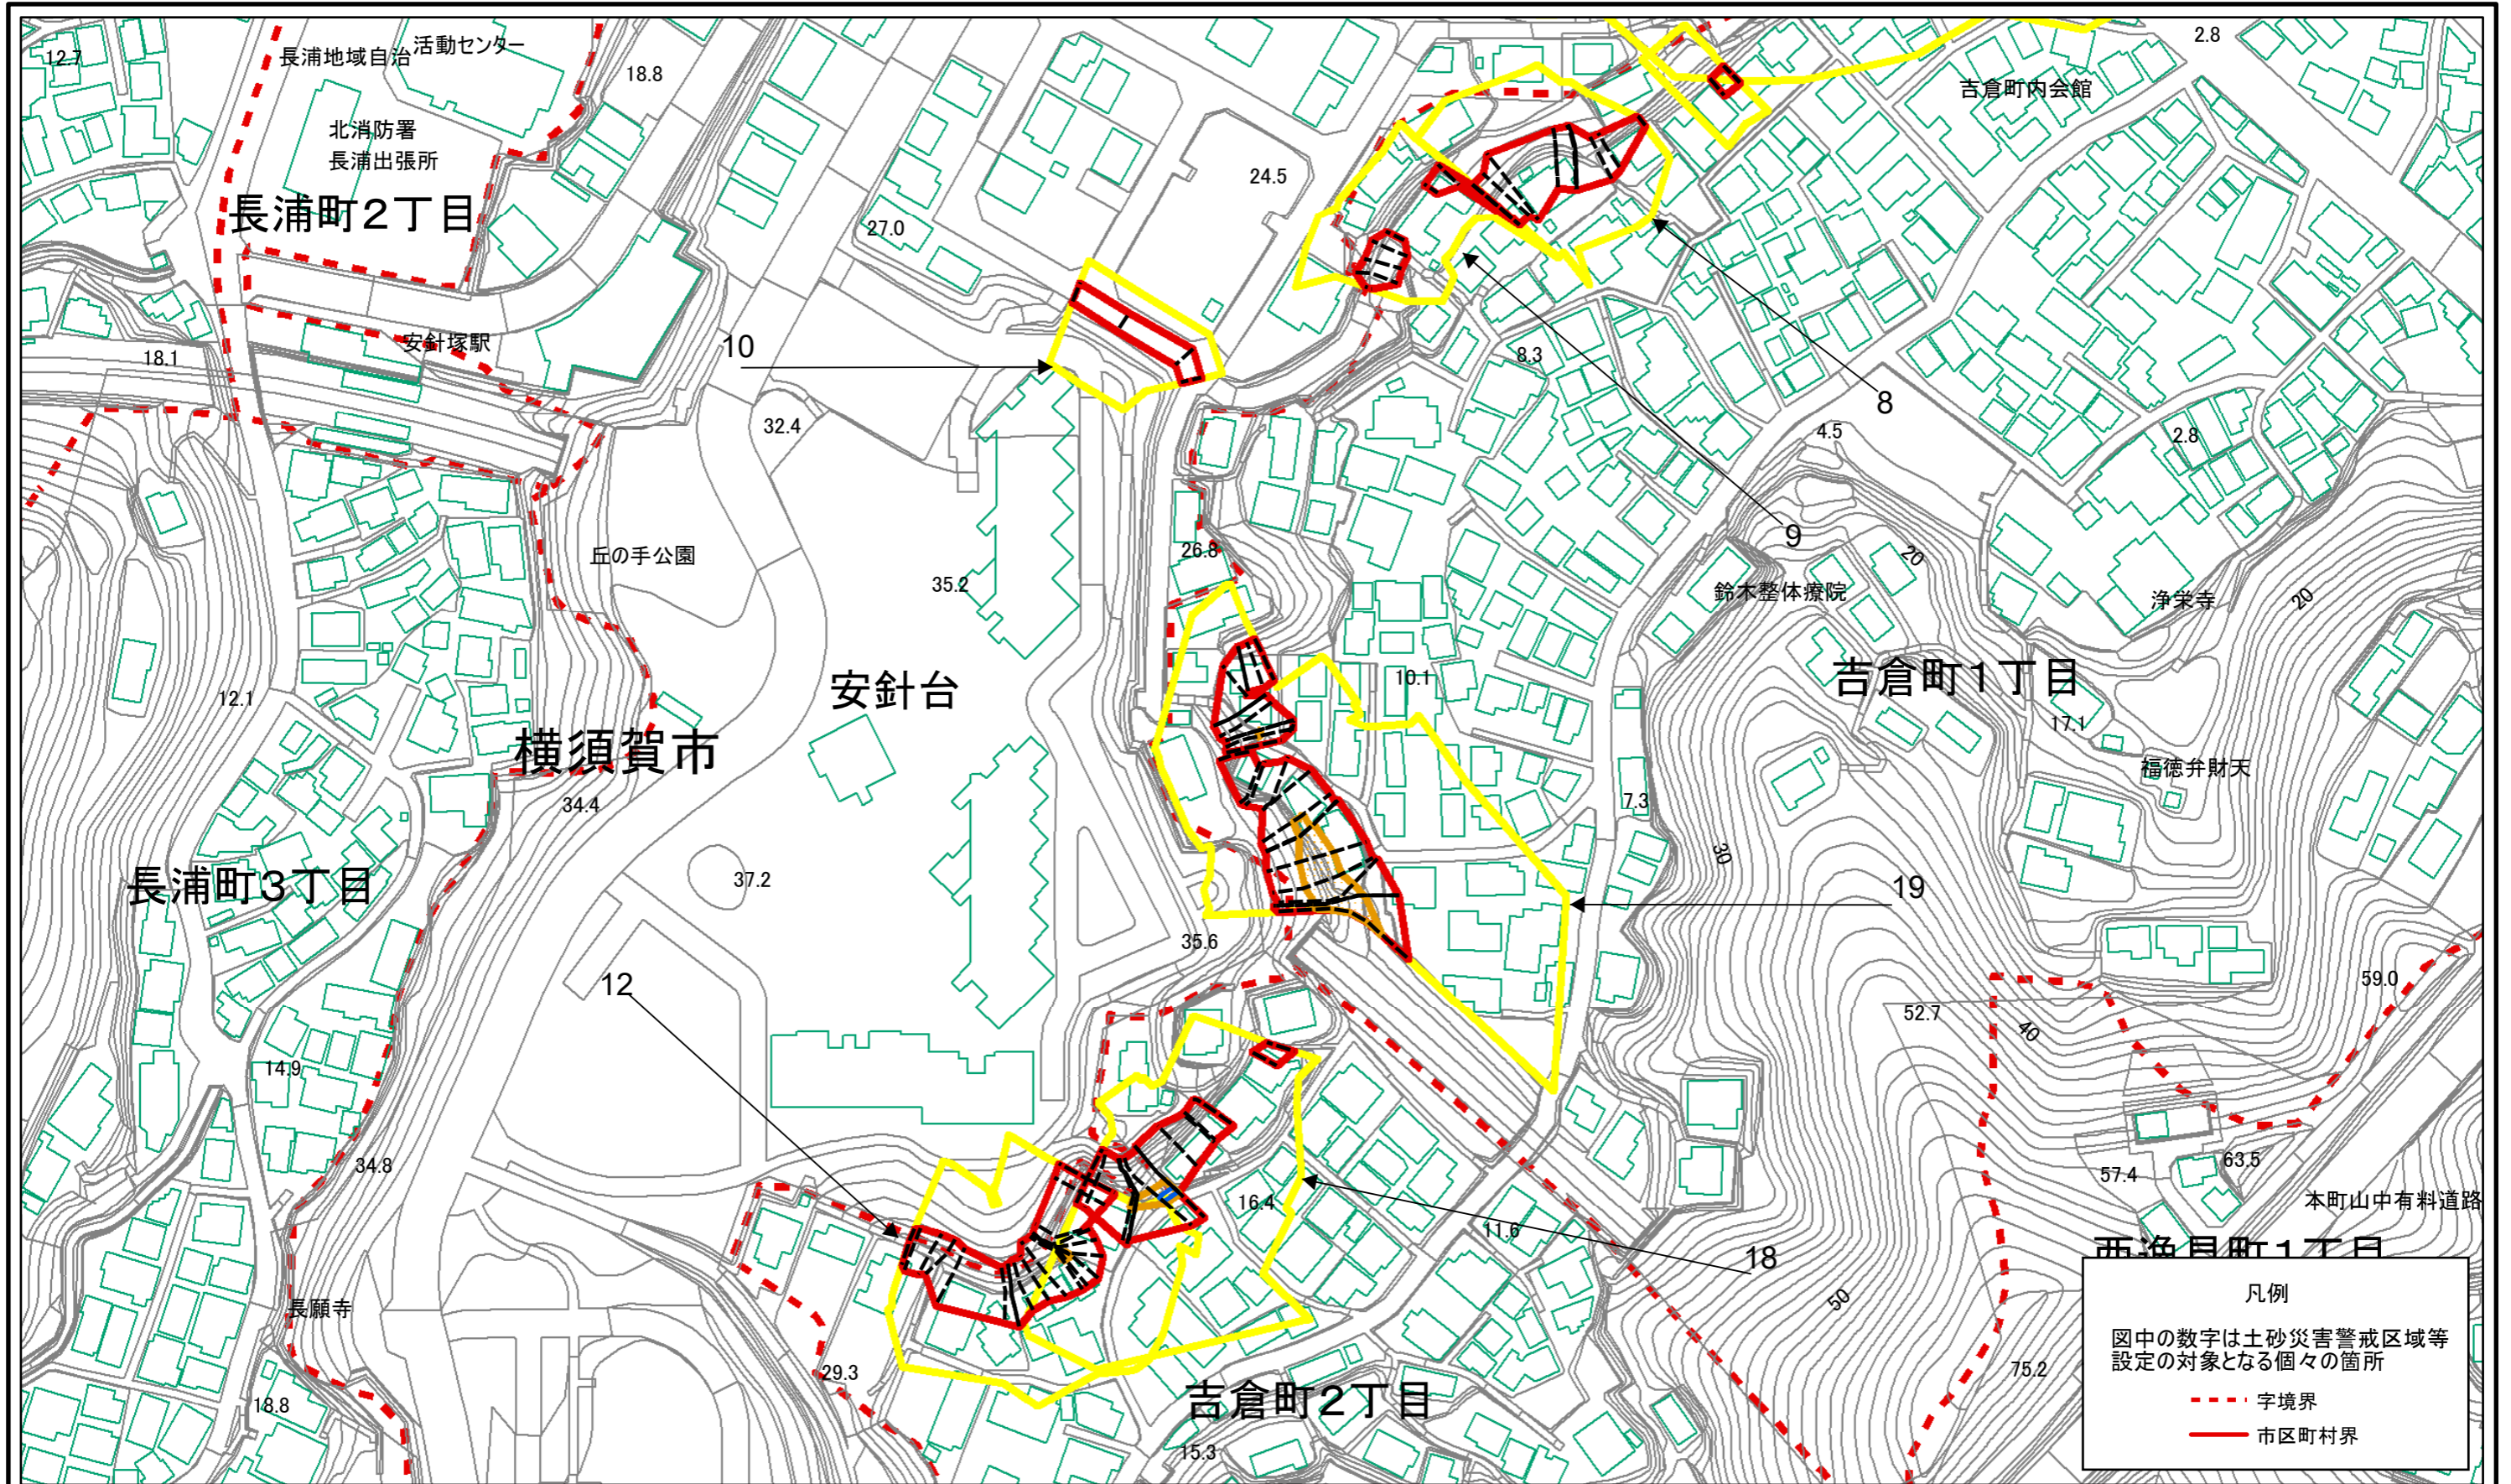 12.7
長浦地域自治
活動センター
18.8
2.8
北消防署
長浦出張所
吉倉町内会館
24.5
長浦町2丁目
27.0
安針塚駅
18.1
10
8.3
8
32.4
4.5
2.8
9
丘の手公園
26.8
35.2
20
鈴木整体療院
浄栄寺
20
安針台
10.1
吉倉町1丁目
12.1
17.1
横須賀市
福徳弁財天
34.4
7.3
30
長浦町3丁目
37.2
19
35.6
12
59.0
52.7
40
14.9
34.8
16.4
57.4
63.5
本町山中有料道路
11.6
18
西逸見町1丁目
長願寺
50
凡例
図中の数字は土砂災害警戒区域等
設定の対象となる個々の箇所
字境界
市区町村界
29.3
75.2
18.8
吉倉町2丁目
15.3